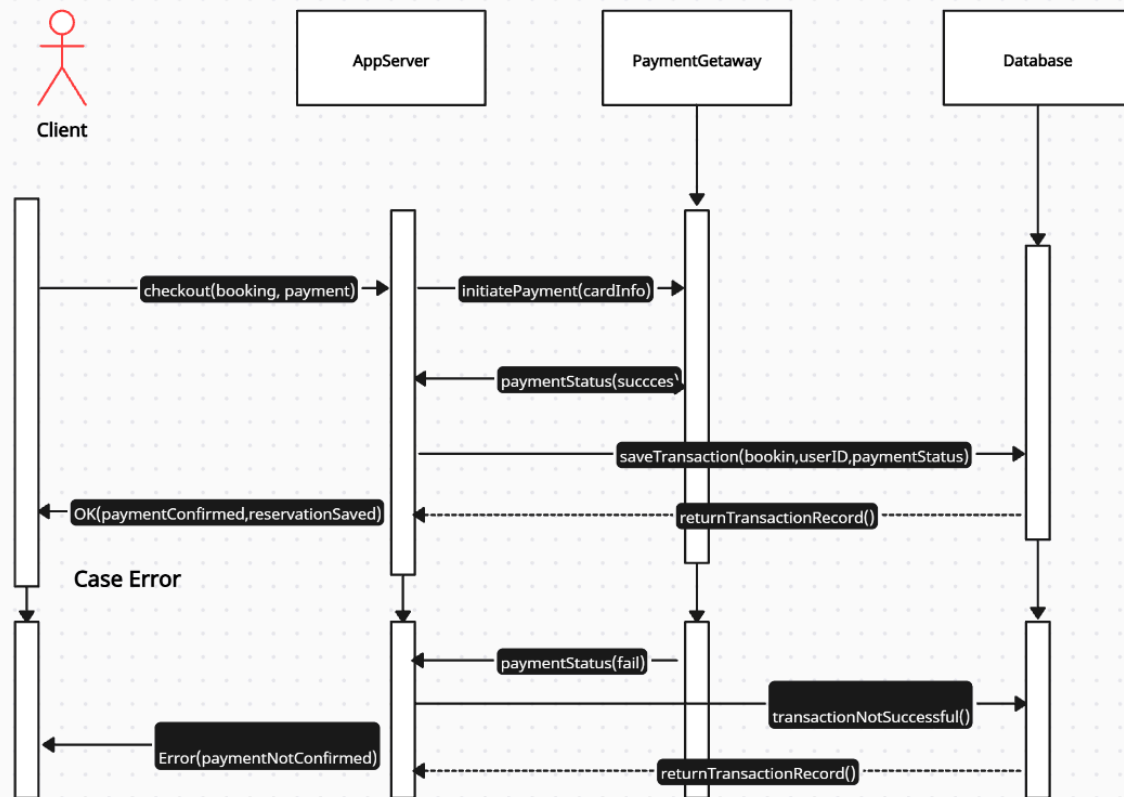 Client
AppServer
PaymentGetaway
Database
checkout(booking, payment)
initiatePayment(cardInfo)
paymentStatus(succces)
saveTransaction(bookin,userID,paymentStatus)
OK(paymentConfirmed,reservationSaved)
returnTransactionRecord()
Case Error
paymentStatus(fail)
transactionNotSuccessful()
Error(paymentNotConfirmed)
returnTransactionRecord()